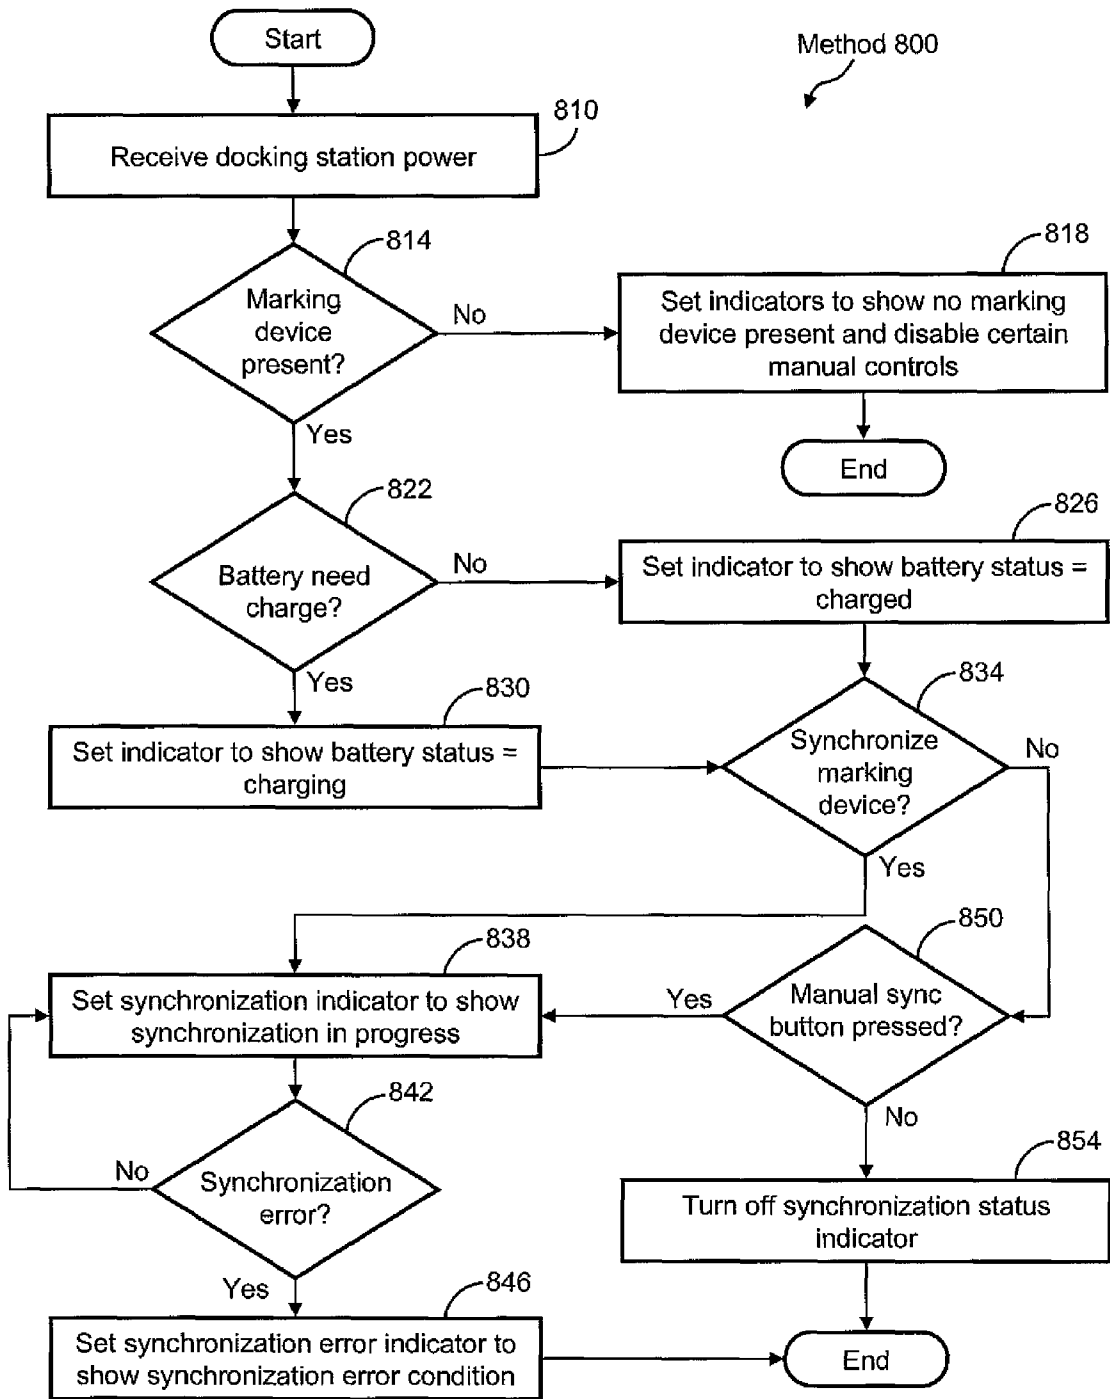 Start
Method 800
810
Receive docking station power
814
Marking
device
present?
No
818
Set indicators to show no marking
device present and disable certain
manual controls
Yes
End
822
Battery need
charge?
No
826
Set indicator to show battery status =
charged
Yes
830
Set indicator to show battery status =
charging
834
Synchronize
marking
device?
No
Yes
838
Set synchronization indicator to show
synchronization in progress
850
Manual sync
button pressed?
Yes
No
842
Synchronization
error?
No
Yes
854
Turn off synchronization status
indicator
846
Set synchronization error indicator to
show synchronization error condition
End